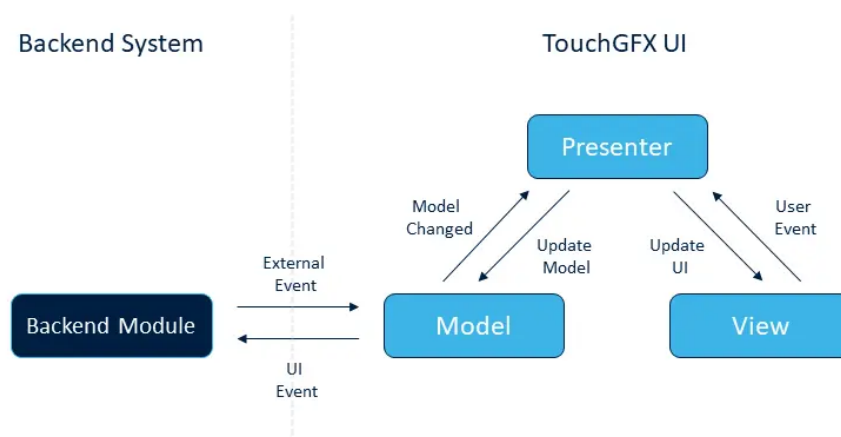 Backend System
TouchGFX UI
Presenter
Model
Changed
Update
Model
Update
UI
User
Event
External
Event
Backend Module
Model
View
UI
Event